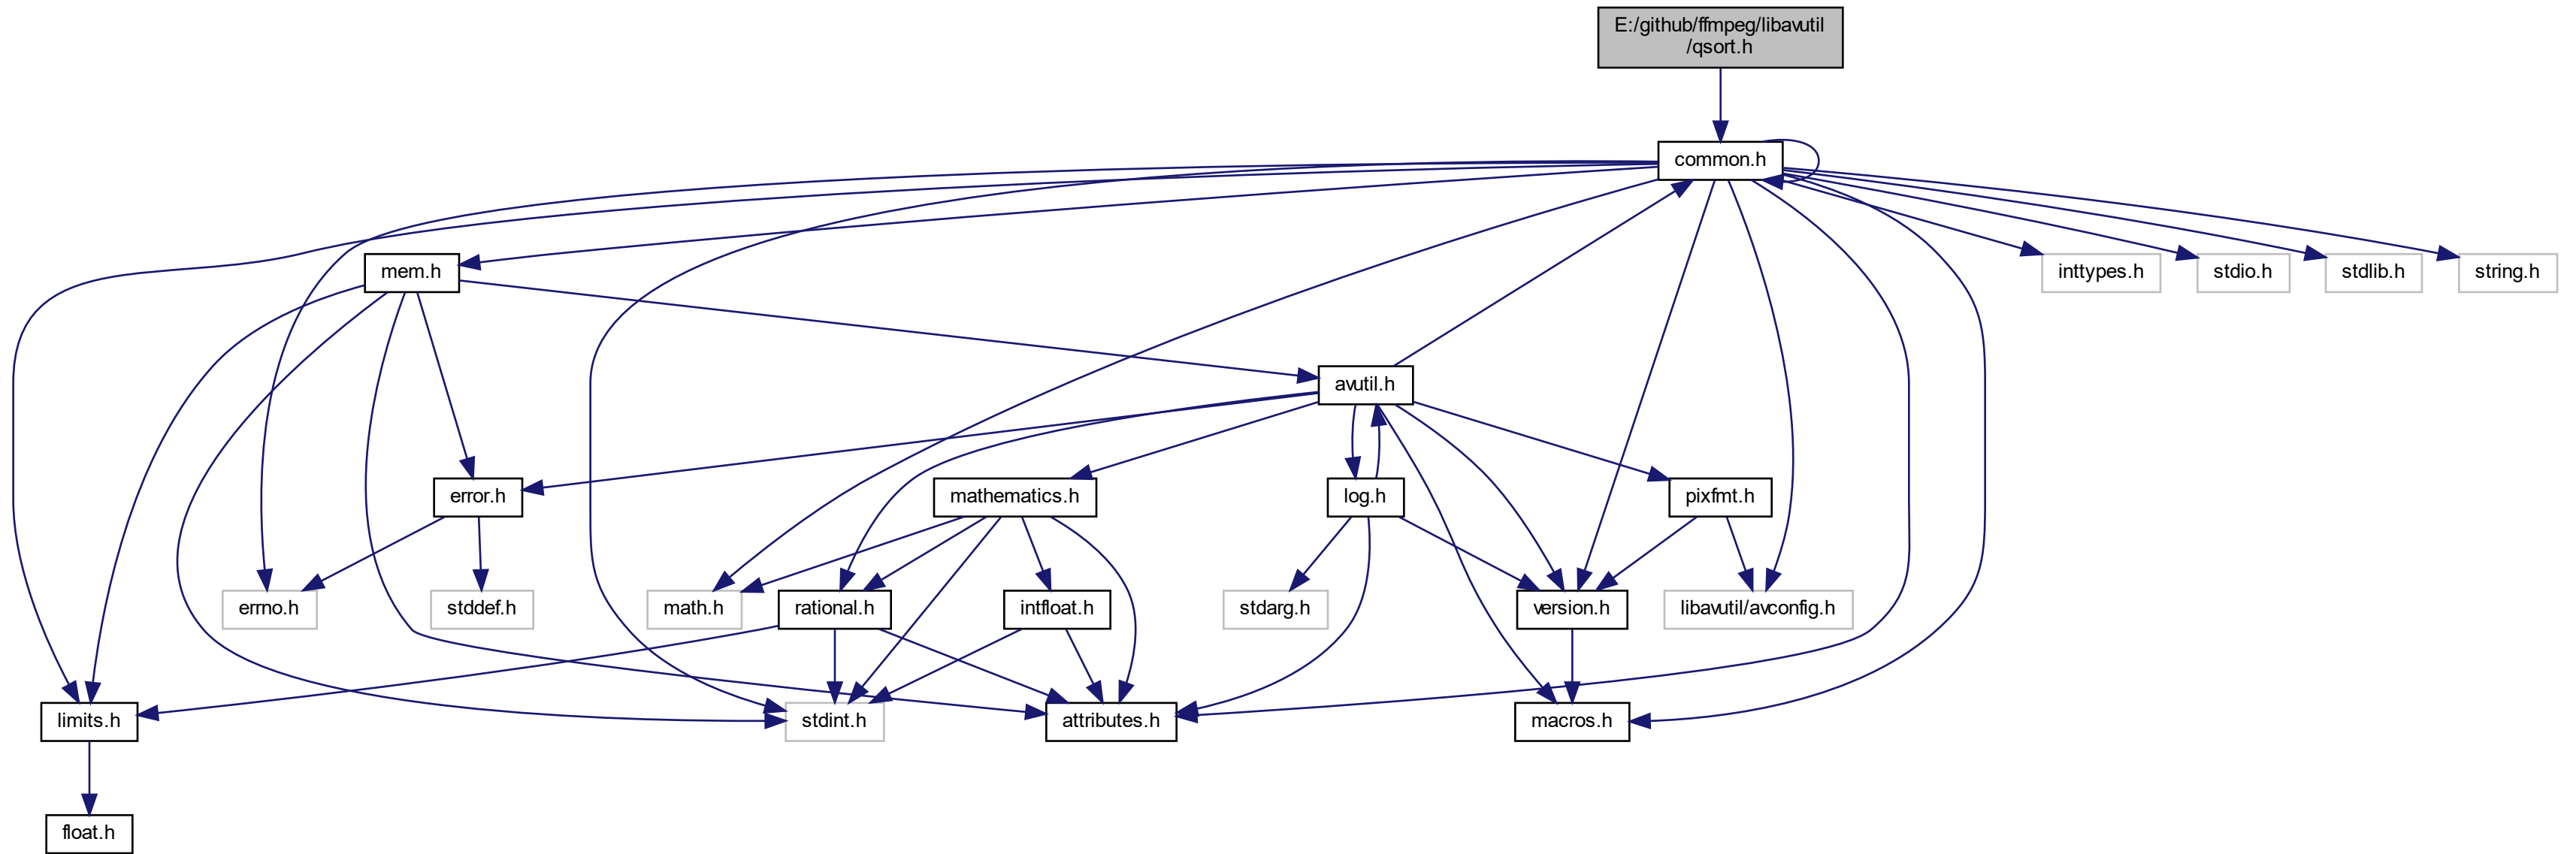 E:/github/ffmpeg/libavutil
/qsort.h
common.h
mem.h
inttypes.h
stdio.h
stdlib.h
string.h
avutil.h
error.h
mathematics.h
log.h
pixfmt.h
errno.h
stddef.h
math.h
rational.h
intfloat.h
stdarg.h
version.h
libavutil/avconfig.h
limits.h
stdint.h
attributes.h
macros.h
float.h